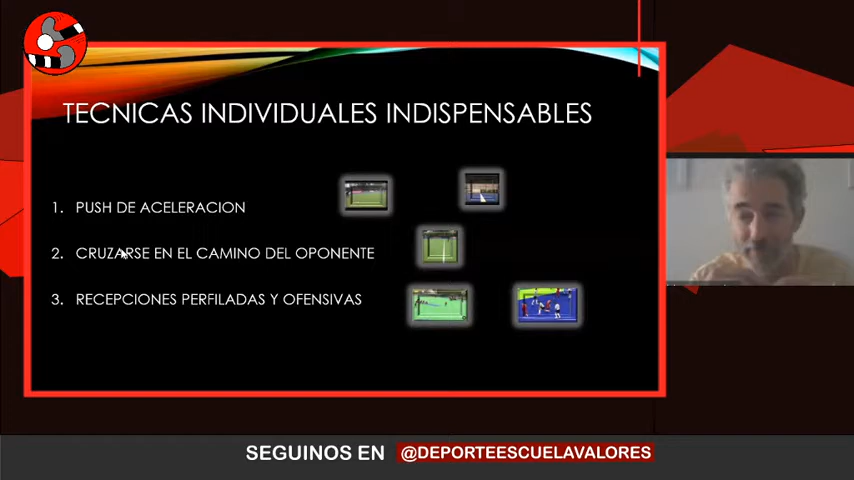 TECNICAS INDIVIDUALES INDISPENSABLES
1. PUSH DE ACELERACION
2. CRUZARSE EN EL CAMINO DEL OPONENTE
3. RECEPCIONES PERFILADAS Y OFENSIVAS
SEGUINOS EN @DEPORTEESCUELAVALORES